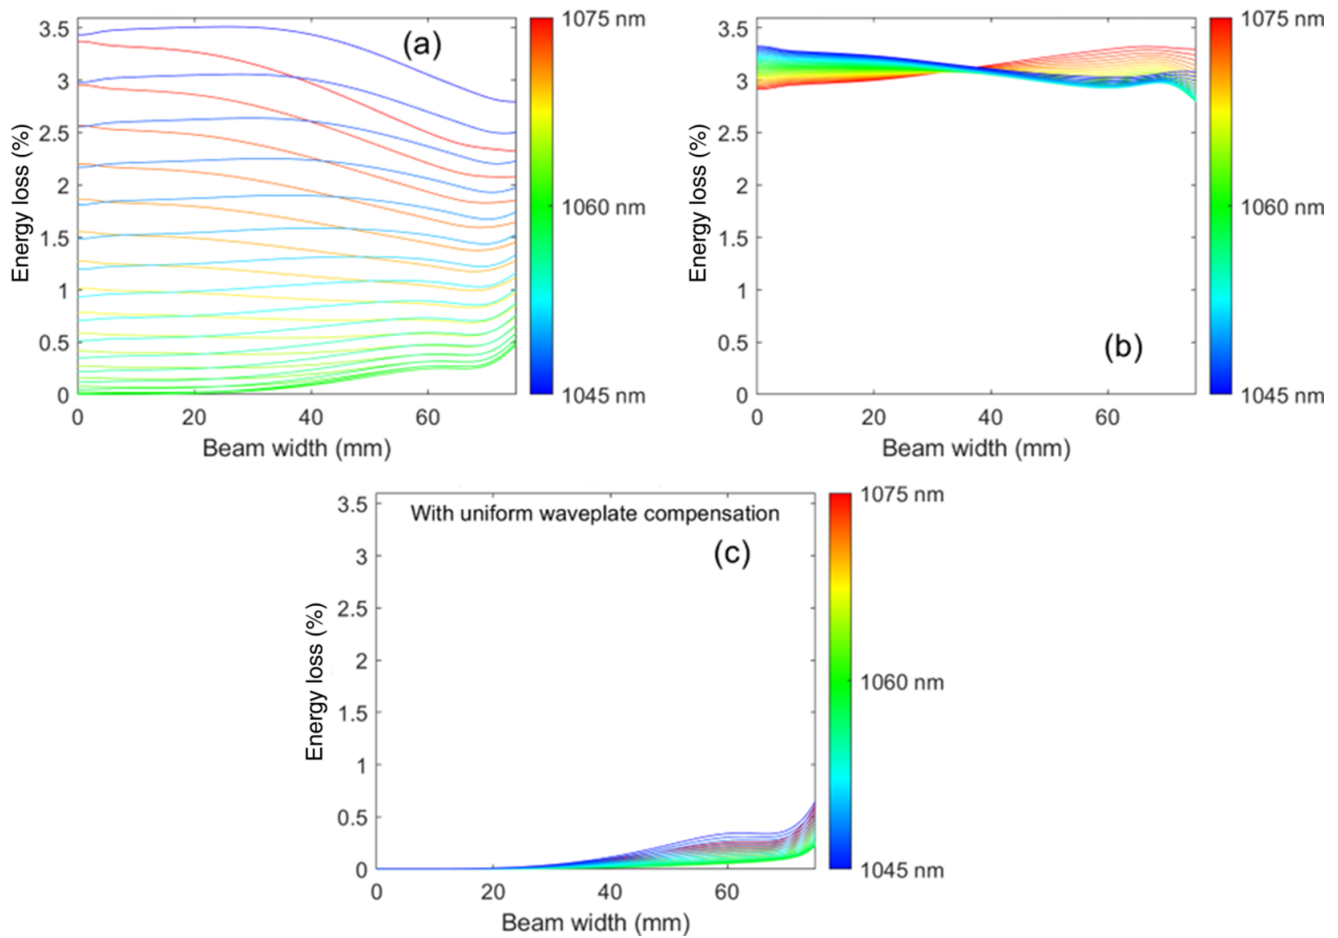 (a)
Energy loss (%)
3.5
3
2.5
2
1.5
1
0.5
0
0 20 40 60
Beam width (mm)
1075 nm
1060 nm
1045 nm
(b)
Energy loss (%)
3.5
3
2.5
2
1.5
1
0.5
0
0 20 40 60
Beam width (mm)
1075 nm
1060 nm
1045 nm
With uniform waveplate compensation
(c)
Energy loss (%)
3.5
3
2.5
2
1.5
1
0.5
0
0 20 40 60
Beam width (mm)
1075 nm
1060 nm
1045 nm